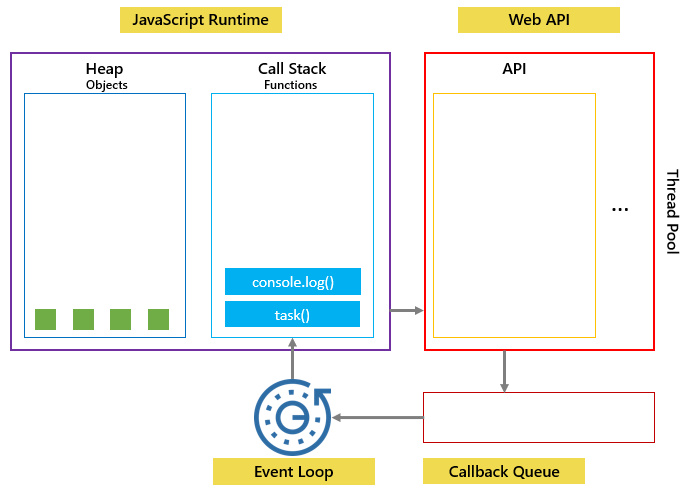 JavaScript Runtime
Web API
Heap
Objects
Call Stack
Functions
API
...
Thread Pool
console.log()
task()
Event Loop
Callback Queue